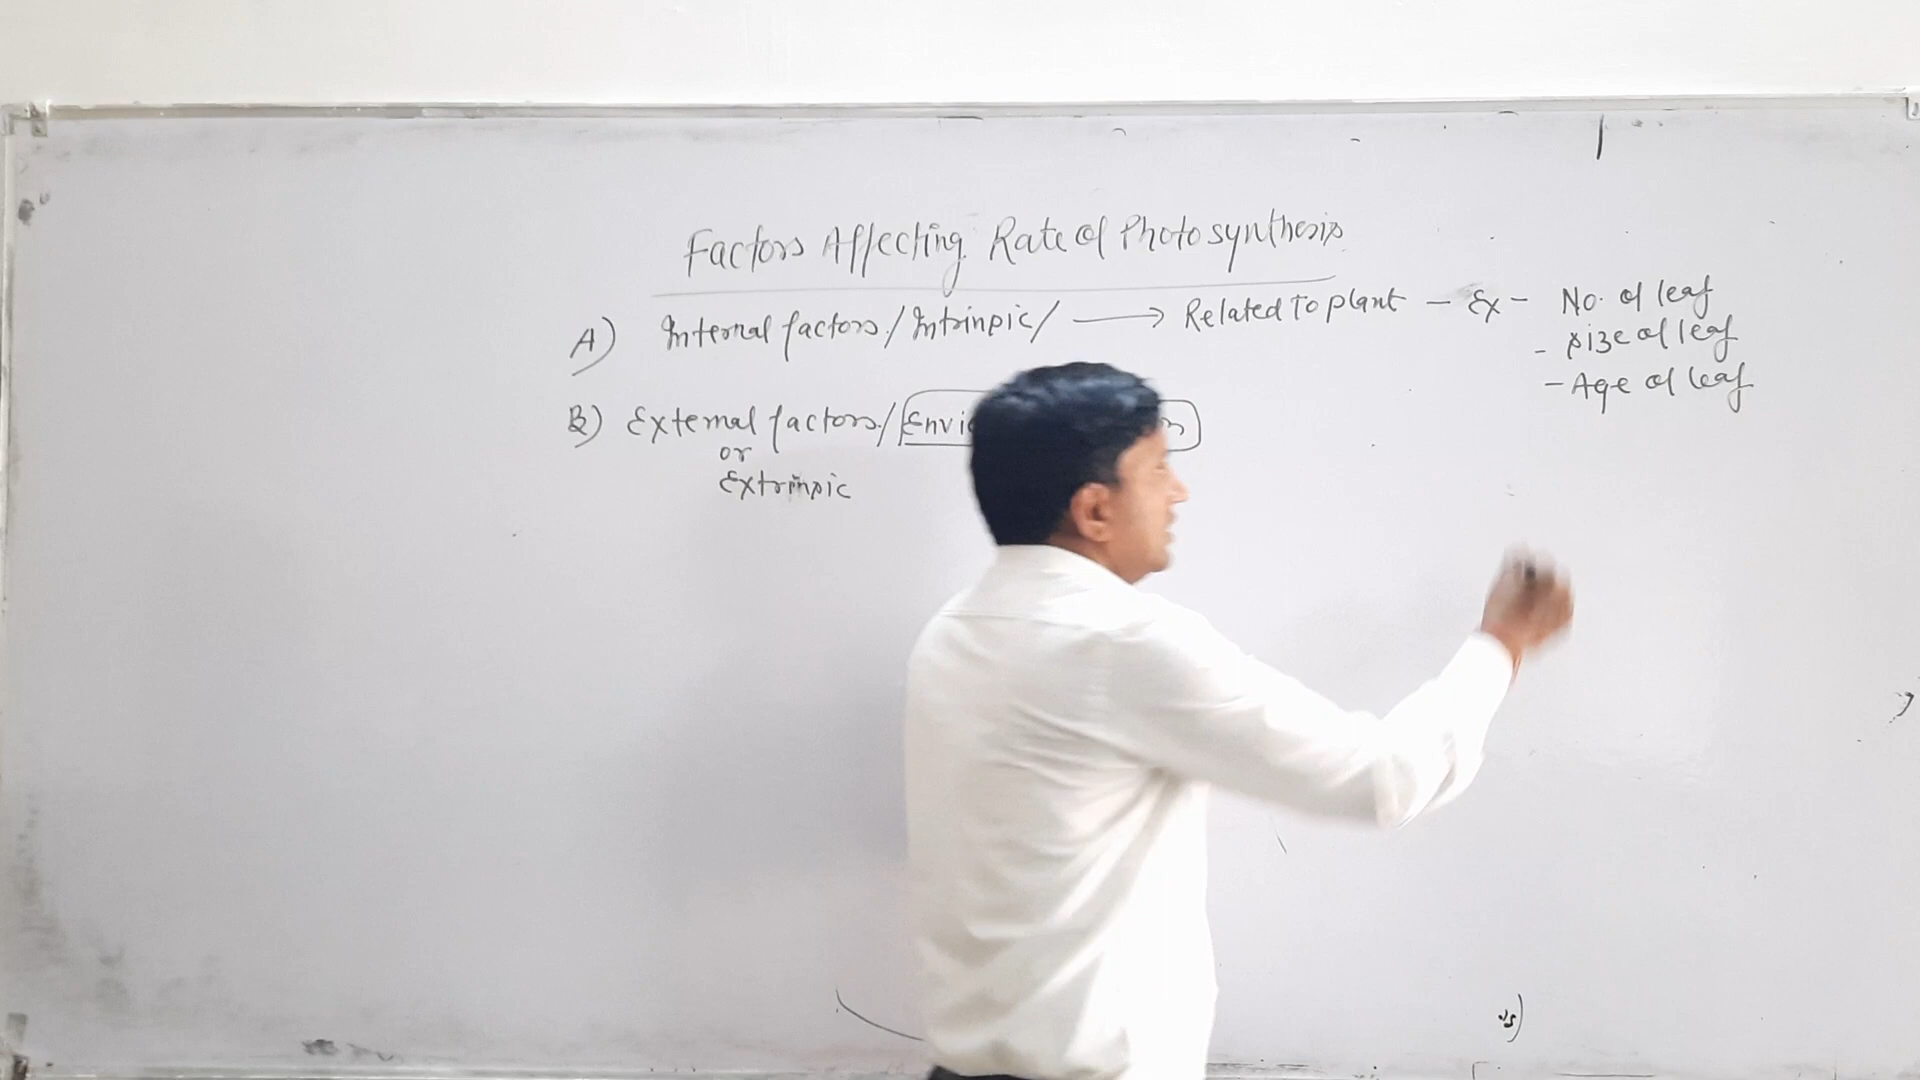 Factors Affecting Rate of Photosynthesis
A) Internal factors/Intrinsic/ → Related To plant - Ex - No. of leaf
- size of leaf
- Age of leaf
B) External factors/
or
Extrinsic